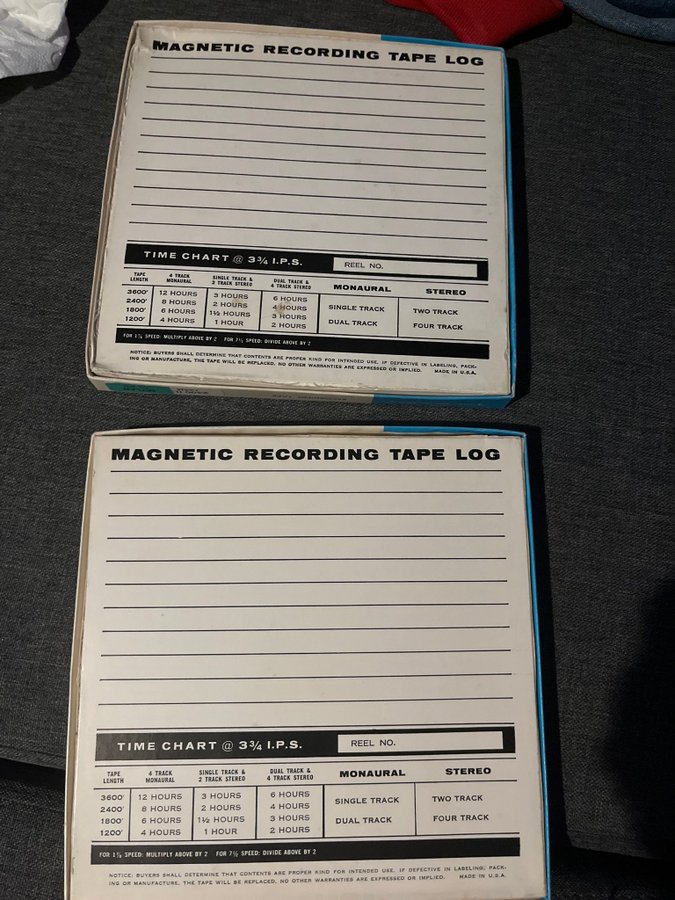 MAGNETIC RECORDING TAPE LOG
TIME CHART @ 3¾ I.P.S. REEL NO.
TAPE LENGTH 4 TRACK MONAURAL SINGLE TRACK & 2 TRACK STEREO DUAL TRACK & 4 TRACK STEREO MONAURAL STEREO
3600' 12 HOURS 3 HOURS 6 HOURS
2400' 8 HOURS 2 HOURS 4 HOURS SINGLE TRACK TWO TRACK
1800' 6 HOURS 1½ HOURS 3 HOURS
1200' 4 HOURS 1 HOUR 2 HOURS DUAL TRACK FOUR TRACK
FOR 1⅞ SPEED: MULTIPLY ABOVE BY 2 FOR 7½ SPEED: DIVIDE ABOVE BY 2
NOTICE: BUYERS SHALL DETERMINE THAT CONTENTS ARE PROPER KIND FOR INTENDED USE. IF DEFECTIVE IN LABELING, PACK-
ING OR MANUFACTURE, THE TAPE WILL BE REPLACED. NO OTHER WARRANTIES ARE EXPRESSED OR IMPLIED. MADE IN U.S.A.
MAGNETIC RECORDING TAPE LOG
TIME CHART @ 3¾ I.P.S. REEL NO.
TAPE LENGTH 4 TRACK MONAURAL SINGLE TRACK & 2 TRACK STEREO DUAL TRACK & 4 TRACK STEREO MONAURAL STEREO
3600' 12 HOURS 3 HOURS 6 HOURS
2400' 8 HOURS 2 HOURS 4 HOURS SINGLE TRACK TWO TRACK
1800' 6 HOURS 1½ HOURS 3 HOURS DUAL TRACK FOUR TRACK
1200' 4 HOURS 1 HOUR 2 HOURS
FOR 1⅞ SPEED: MULTIPLY ABOVE BY 2 FOR 7½ SPEED: DIVIDE ABOVE BY 2
NOTICE: BUYERS SHALL DETERMINE THAT CONTENTS ARE PROPER KIND FOR INTENDED USE. IF DEFECTIVE IN LABELING, PACK-
ING OR MANUFACTURE, THE TAPE WILL BE REPLACED. NO OTHER WARRANTIES ARE EXPRESSED OR IMPLIED. MADE IN U.S.A.